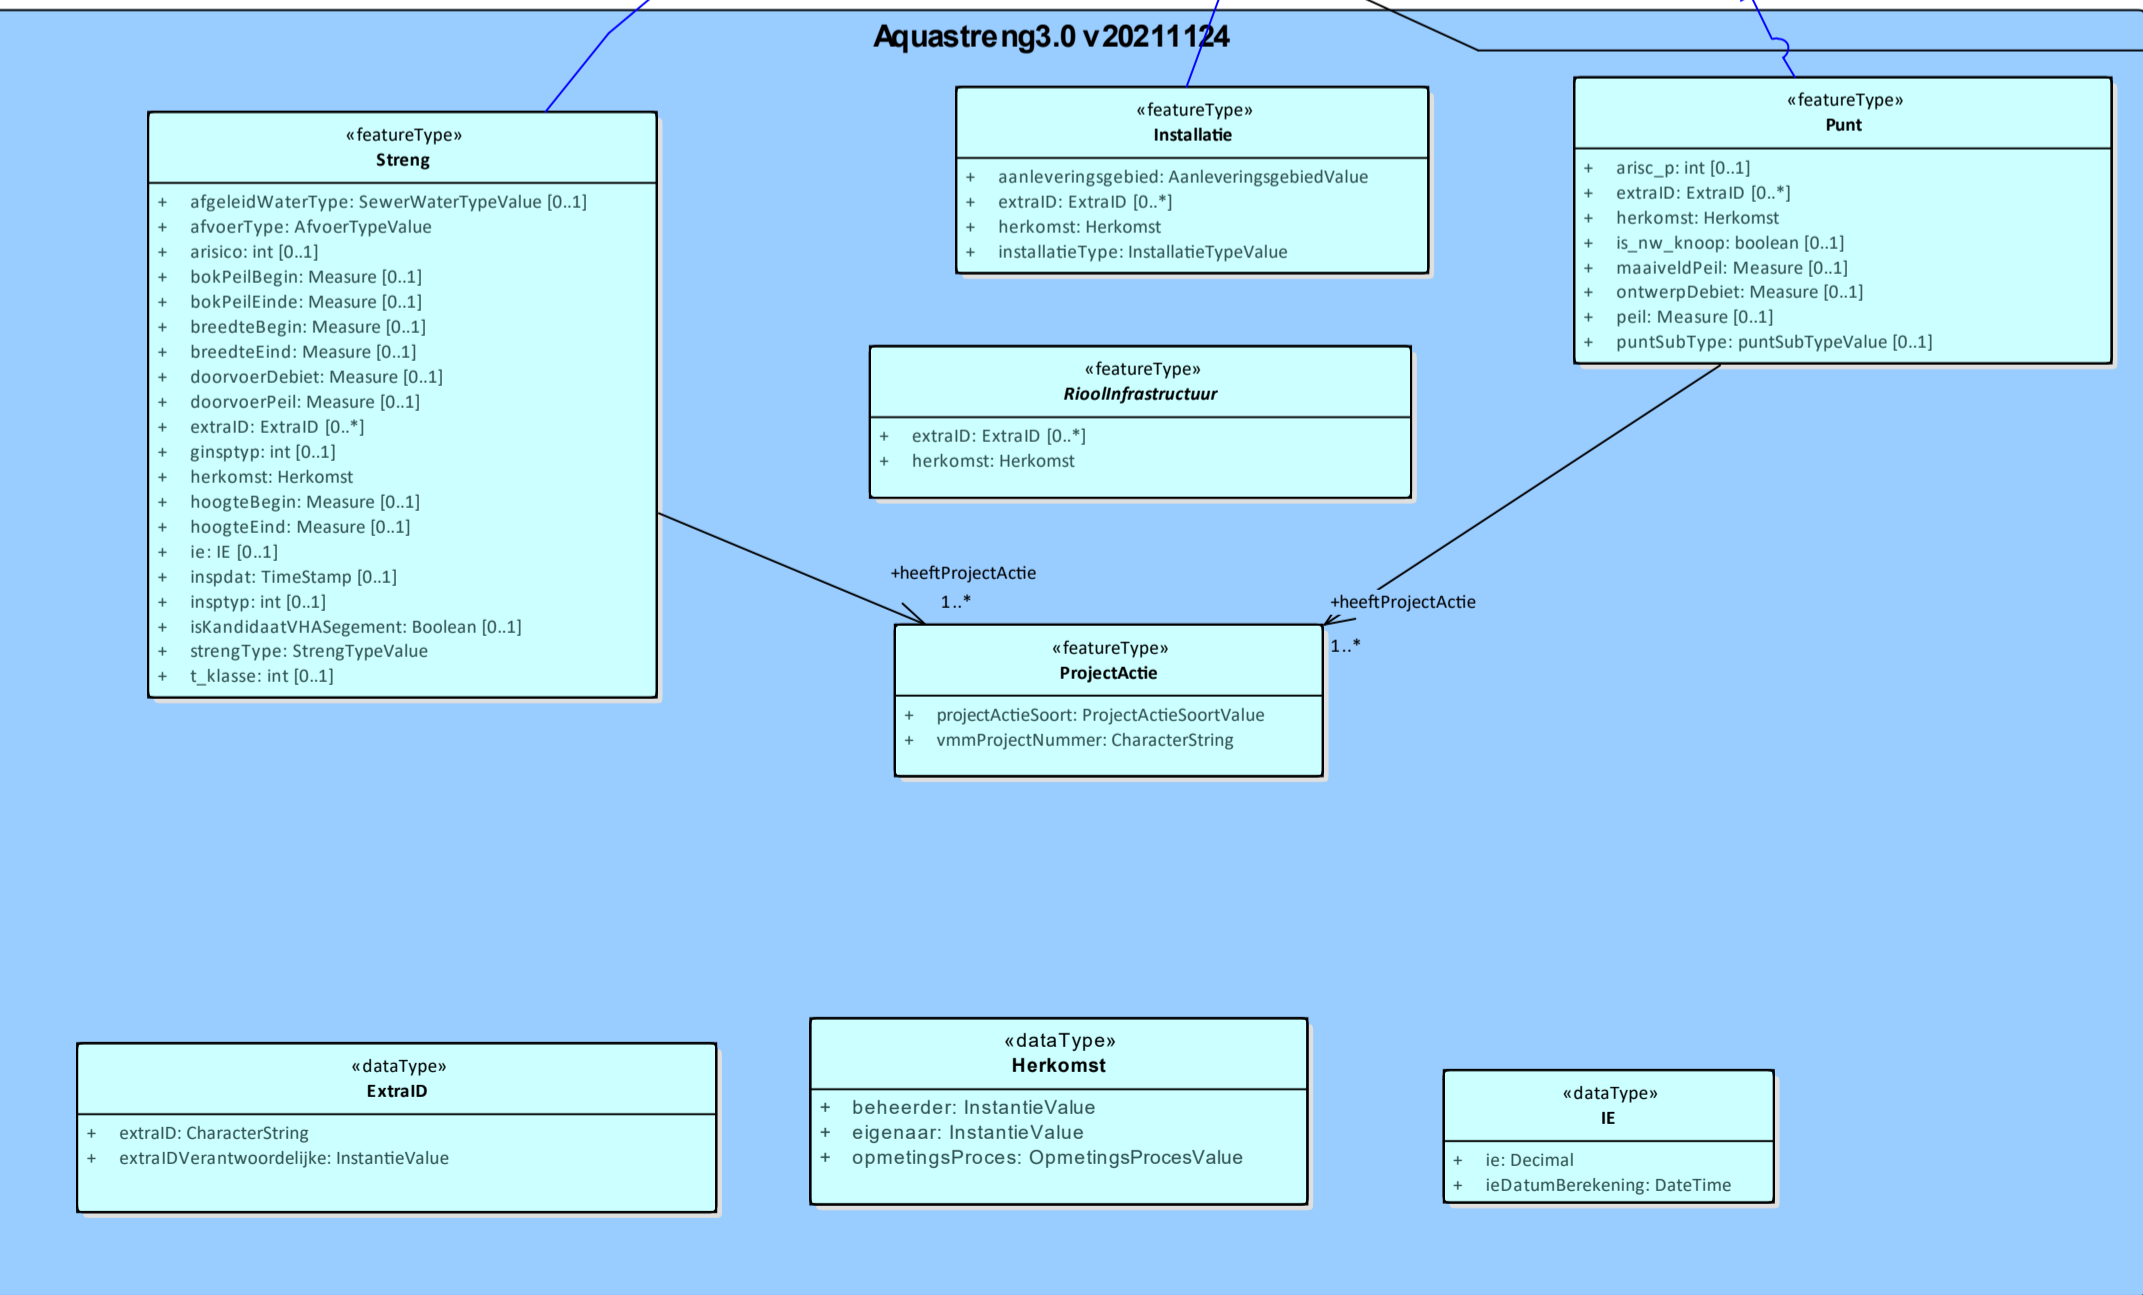 Aquastreng3.0 v20211124
«featureType»
Streng
+ afgeleidWaterType: SewerWaterTypeValue [0..1]
+ afvoerType: AfvoerTypeValue
+ arisico: int [0..1]
+ bokPeilBegin: Measure [0..1]
+ bokPeilEinde: Measure [0..1]
+ breedteBegin: Measure [0..1]
+ breedteEind: Measure [0..1]
+ doorvoerDebiet: Measure [0..1]
+ doorvoerPeil: Measure [0..1]
+ extraID: ExtraID [0..*]
+ ginsptyp: int [0..1]
+ herkomst: Herkomst
+ hoogteBegin: Measure [0..1]
+ hoogteEind: Measure [0..1]
+ ie: IE [0..1]
+ inspdat: TimeStamp [0..1]
+ insptyp: int [0..1]
+ isKandidaatVHASegement: Boolean [0..1]
+ strengType: StrengTypeValue
+ t_klasse: int [0..1]
«featureType»
Installatie
+ aanleveringsgebied: AanleveringsgebiedValue
+ extraID: ExtraID [0..*]
+ herkomst: Herkomst
+ installatieType: InstallatieTypeValue
«featureType»
Punt
+ arisc_p: int [0..1]
+ extraID: ExtraID [0..*]
+ herkomst: Herkomst
+ is_nw_knoop: boolean [0..1]
+ maaiveldPeil: Measure [0..1]
+ ontwerpDebiet: Measure [0..1]
+ peil: Measure [0..1]
+ puntSubType: puntSubTypeValue [0..1]
«featureType»
RioolInfrastructuur
+ extraID: ExtraID [0..*]
+ herkomst: Herkomst
+heeftProjectActie
1..*
+heeftProjectActie
1..*
«featureType»
ProjectActie
+ projectActieSoort: ProjectActieSoortValue
+ vmmProjectNummer: CharacterString
«dataType»
ExtraID
+ extraID: CharacterString
+ extraIDVerantwoordelijke: InstantieValue
«dataType»
Herkomst
+ beheerder: InstantieValue
+ eigenaar: InstantieValue
+ opmetingsProces: OpmetingsProcesValue
«dataType»
IE
+ ie: Decimal
+ ieDatumBerekening: DateTime